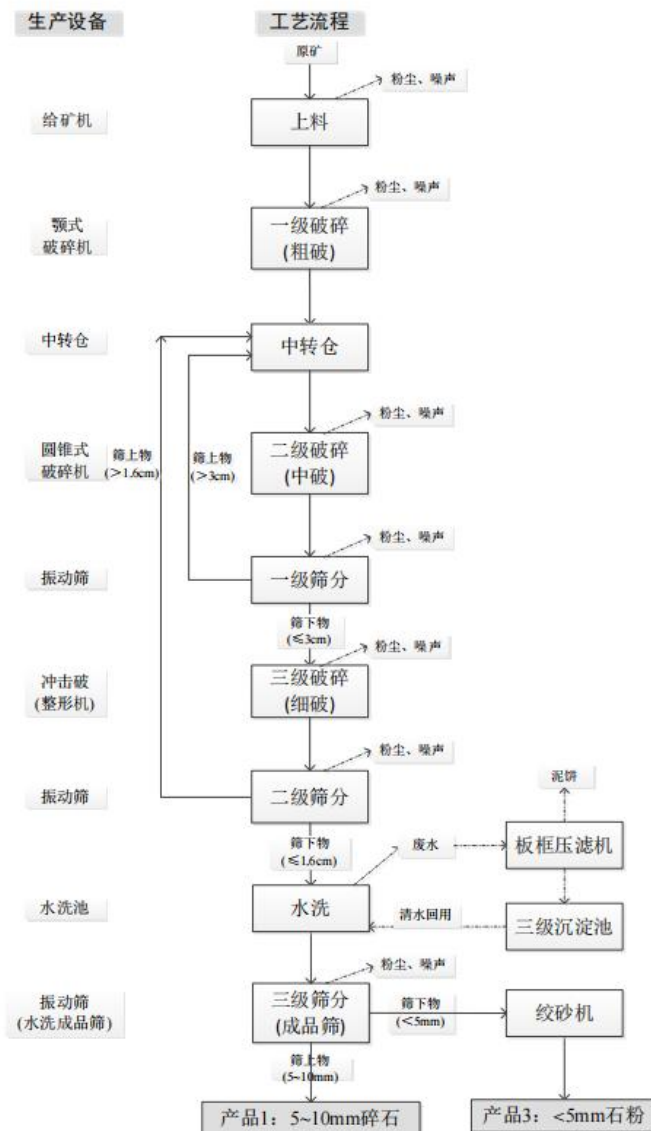 生产设备
工艺流程
原矿
粉尘、噪声
给矿机
上料
粉尘、噪声
颚式
破碎机
一级破碎
(粗破)
中转仓
中转仓
粉尘、噪声
圆锥式
破碎机
筛上物
(>1.6cm)
筛上物
(>3cm)
二级破碎
(中破)
粉尘、噪声
振动筛
一级筛分
筛下物
(≤3cm)
粉尘、噪声
冲击破
(整形机)
三级破碎
(细破)
粉尘、噪声
泥饼
振动筛
二级筛分
筛下物
(≤1.6cm)
废水
板框压滤机
水洗池
水洗
清水回用
三级沉淀池
粉尘、噪声
振动筛
(水洗成品筛)
三级筛分
(成品筛)
筛下物
(<5mm)
绞砂机
筛上物
(5~10mm)
产品1：5~10mm碎石
产品3：<5mm石粉